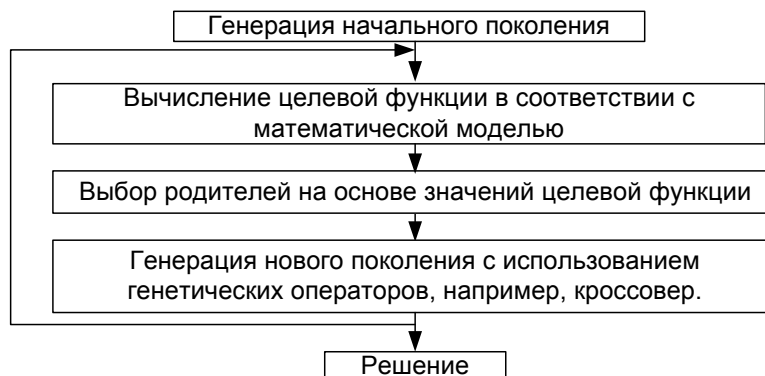 Генерация начального поколения
Вычисление целевой функции в соответствии с
математической моделью
Выбор родителей на основе значений целевой функции
Генерация нового поколения с использованием
генетических операторов, например, кроссовер.
Решение